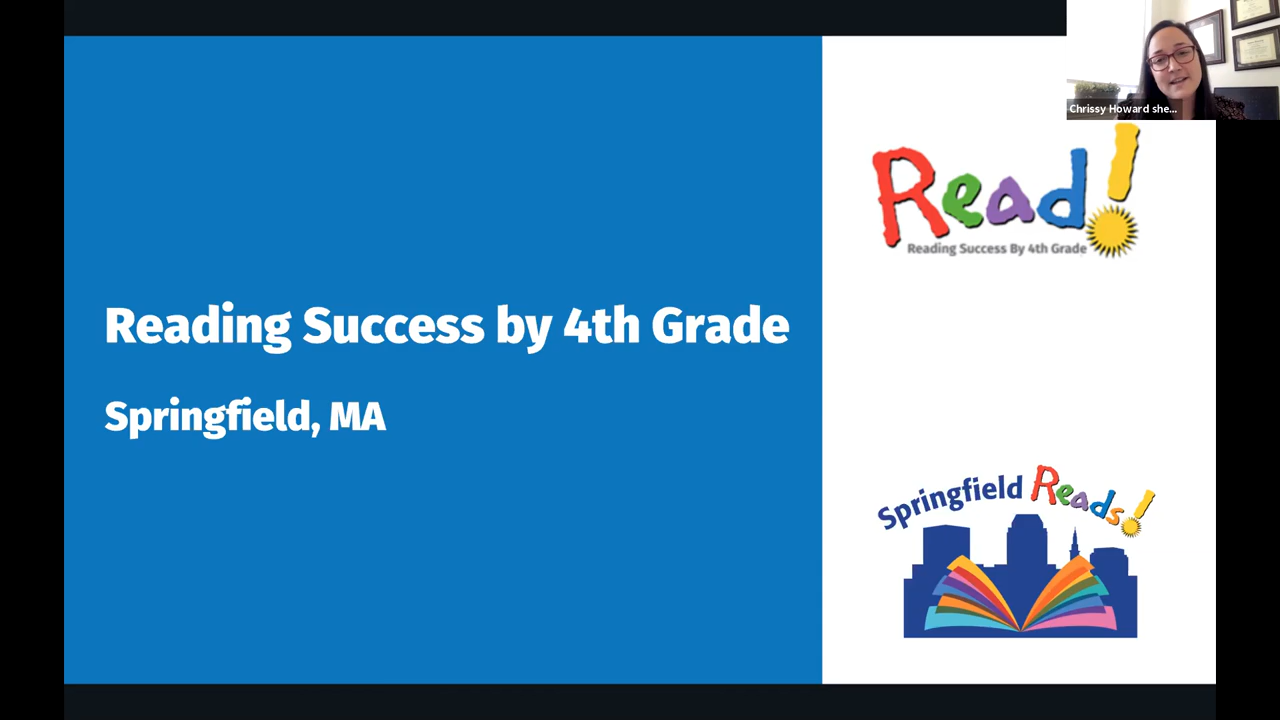 Chrissy Howard she...
Reading Success by 4th Grade
Springfield, MA
Read!
Reading Success By 4th Grade
Springfield Reads!